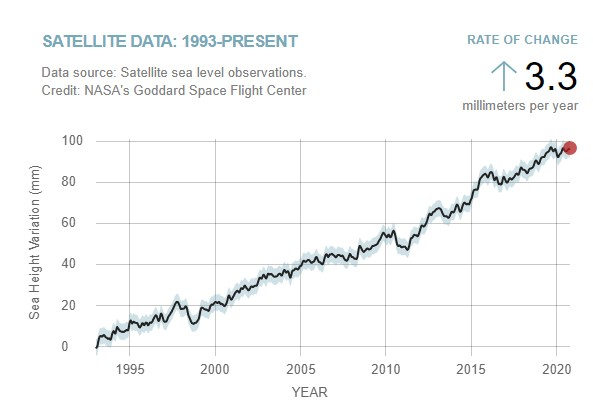 SATELLITE DATA: 1993-PRESENT
Data source: Satellite sea level observations.
Credit: NASA's Goddard Space Flight Center
RATE OF CHANGE
↑ 3.3
millimeters per year
Sea Height Variation (mm)
100
80
60
40
20
0
1995 2000 2005 2010 2015 2020
YEAR